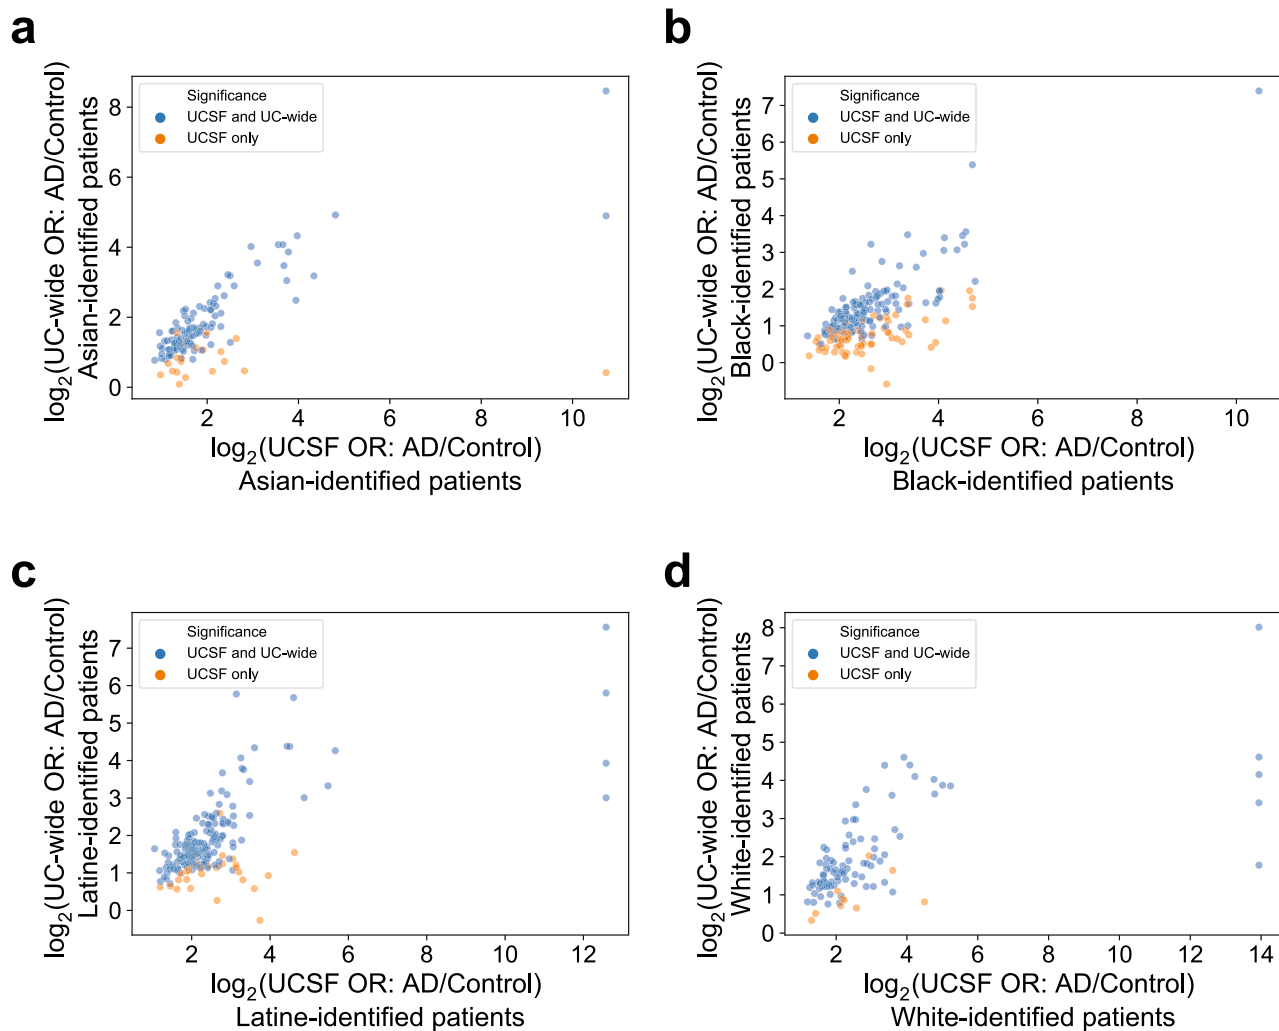 a
log2(UC-wide OR: AD/Control)
Asian-identified patients
Significance
UCSF and UC-wide
UCSF only
8
6
4
2
0
2 4 6 8 10
log2(UCSF OR: AD/Control)
Asian-identified patients
b
log2(UC-wide OR: AD/Control)
Black-identified patients
Significance
UCSF and UC-wide
UCSF only
7
6
5
4
3
2
1
0
2 4 6 8 10
log2(UCSF OR: AD/Control)
Black-identified patients
c
log2(UC-wide OR: AD/Control)
Latine-identified patients
Significance
UCSF and UC-wide
UCSF only
7
6
5
4
3
2
1
0
2 4 6 8 10 12
log2(UCSF OR: AD/Control)
Latine-identified patients
d
log2(UC-wide OR: AD/Control)
White-identified patients
Significance
UCSF and UC-wide
UCSF only
8
7
6
5
4
3
2
1
0
2 4 6 8 10 12 14
log2(UCSF OR: AD/Control)
White-identified patients